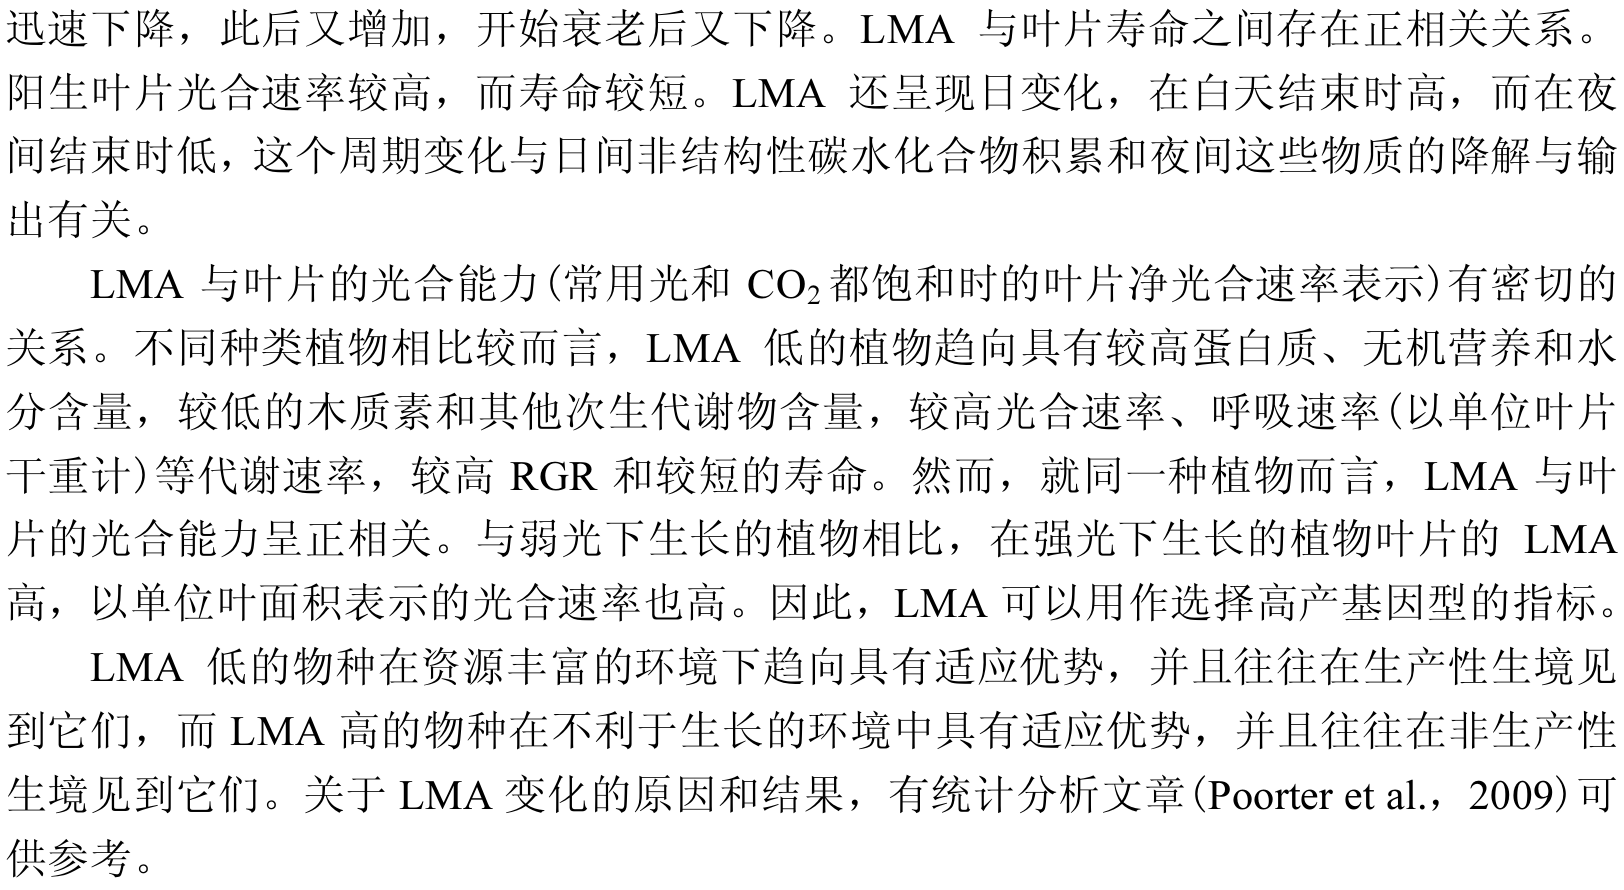 迅速下降，此后又增加，开始衰老后又下降。LMA 与叶片寿命之间存在正相关关系。
阳生叶片光合速率较高，而寿命较短。LMA 还呈现日变化，在白天结束时高，而在夜
间结束时低，这个周期变化与日间非结构性碳水化合物积累和夜间这些物质的降解与输
出有关。
LMA 与叶片的光合能力(常用光和 CO₂都饱和时的叶片净光合速率表示)有密切的
关系。不同种类植物相比较而言，LMA 低的植物趋向具有较高蛋白质、无机营养和水
分含量，较低的木质素和其他次生代谢物含量，较高光合速率、呼吸速率(以单位叶片
干重计)等代谢速率，较高 RGR 和较短的寿命。然而，就同一种植物而言，LMA 与叶
片的光合能力呈正相关。与弱光下生长的植物相比，在强光下生长的植物叶片的 LMA
高，以单位叶面积表示的光合速率也高。因此，LMA 可以用作选择高产基因型的指标。
LMA 低的物种在资源丰富的环境下趋向具有适应优势，并且往往在生产性生境见
到它们，而 LMA 高的物种在不利于生长的环境中具有适应优势，并且往往在非生产性
生境见到它们。关于 LMA 变化的原因和结果，有统计分析文章(Poorter et al.，2009)可
供参考。